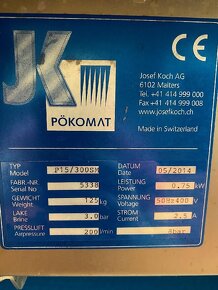 JK
CE
Josef Koch AG
6102 Malters
Tel. +41 414 999 000
Fax +41 414 999 008
www.josefkoch.ch
PÖKOMAT
Made in Switzerland
TYP
Model
P15/300SM
DATUM
Date
05/2014
FABR.-NR
Serial No
5338
LEISTUNG
Power
0.75 kW
GEWICHT
Weight
125 kg
SPANNUNG
Voltage
50Hz400 V
LAKE
Brine
3.0 bar
STROM
Current
2.5 A
PRESSLUFT
Airpressure
200 l/
8bar